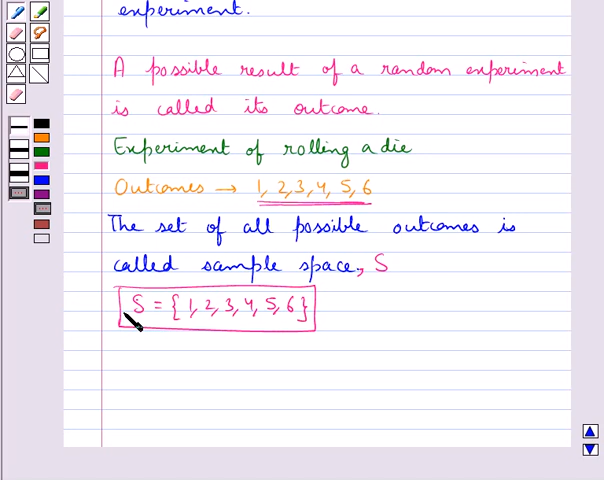 experiment.
A possible result of a random experiment
is called its outcome.
Experiment of rolling a die
Outcomes → 1, 2, 3, 4, 5, 6
The set of all possible outcomes is
called sample space, S
S = { 1, 2, 3, 4, 5, 6 }